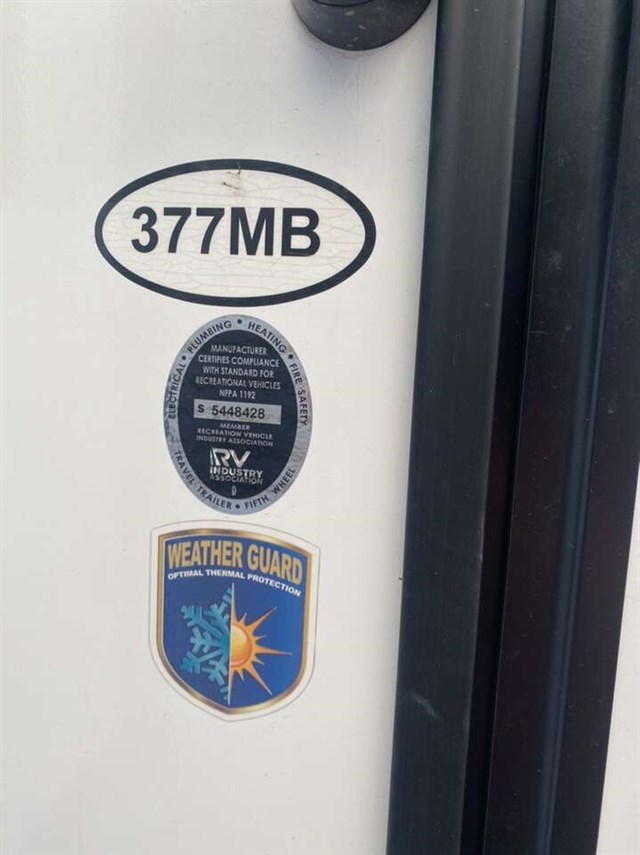 377MB
ELECTRICAL • PLUMBING • HEATING • FIRE SAFETY
MANUFACTURER
CERTIFIES COMPLIANCE
WITH STANDARD FOR
RECREATIONAL VEHICLES
NFPA 1192
S 5448428
MEMBER
RECREATION VEHICLE
INDUSTRY ASSOCIATION
RV
INDUSTRY
ASSOCIATION
D
TRAVEL TRAILER • FIFTH WHEEL
WEATHER GUARD
OPTIMAL THERMAL PROTECTION